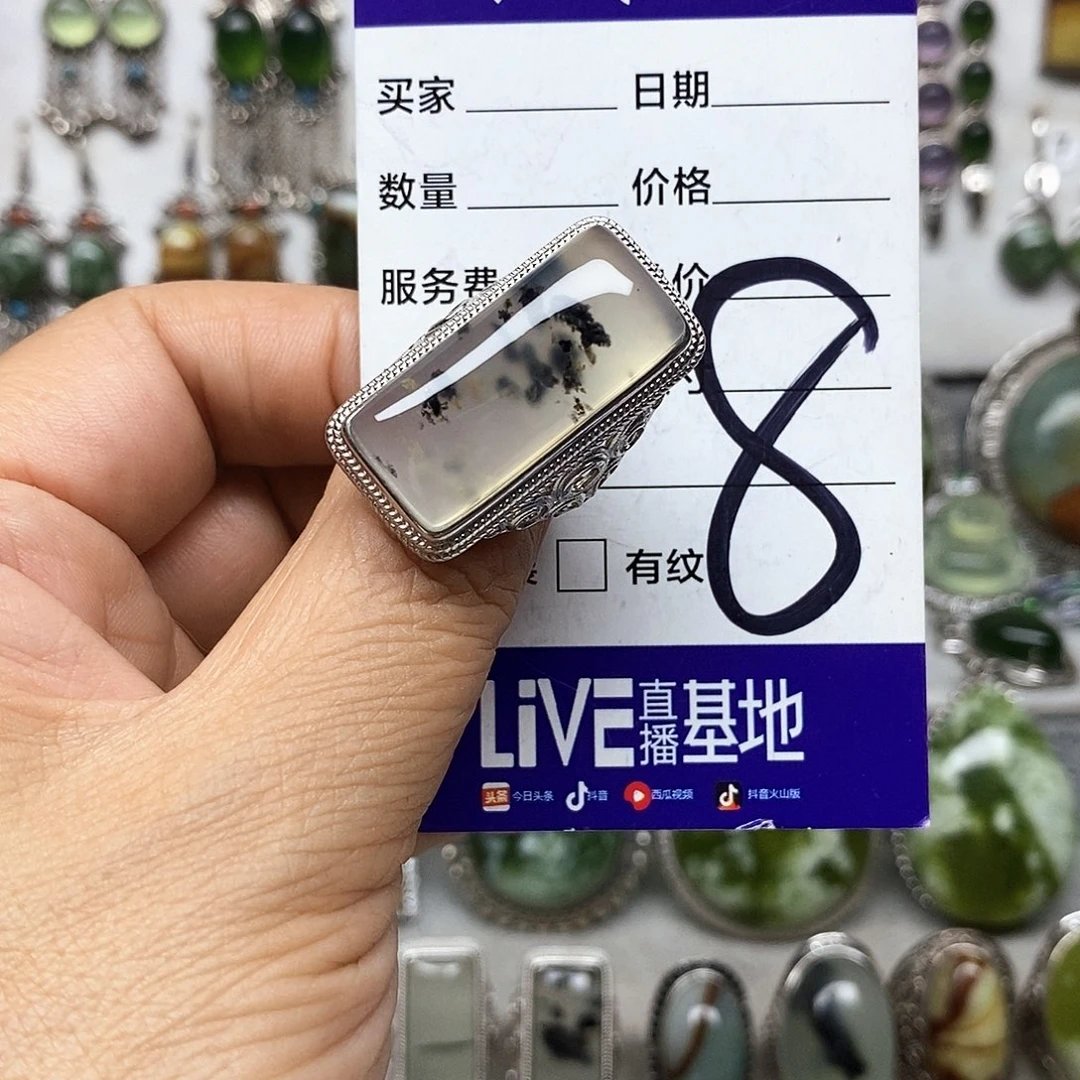 买家 日期
数量 价格
服务费 价
8
有纹
LiVE直播基地
今日头条 抖音 西瓜视频 抖音火山版